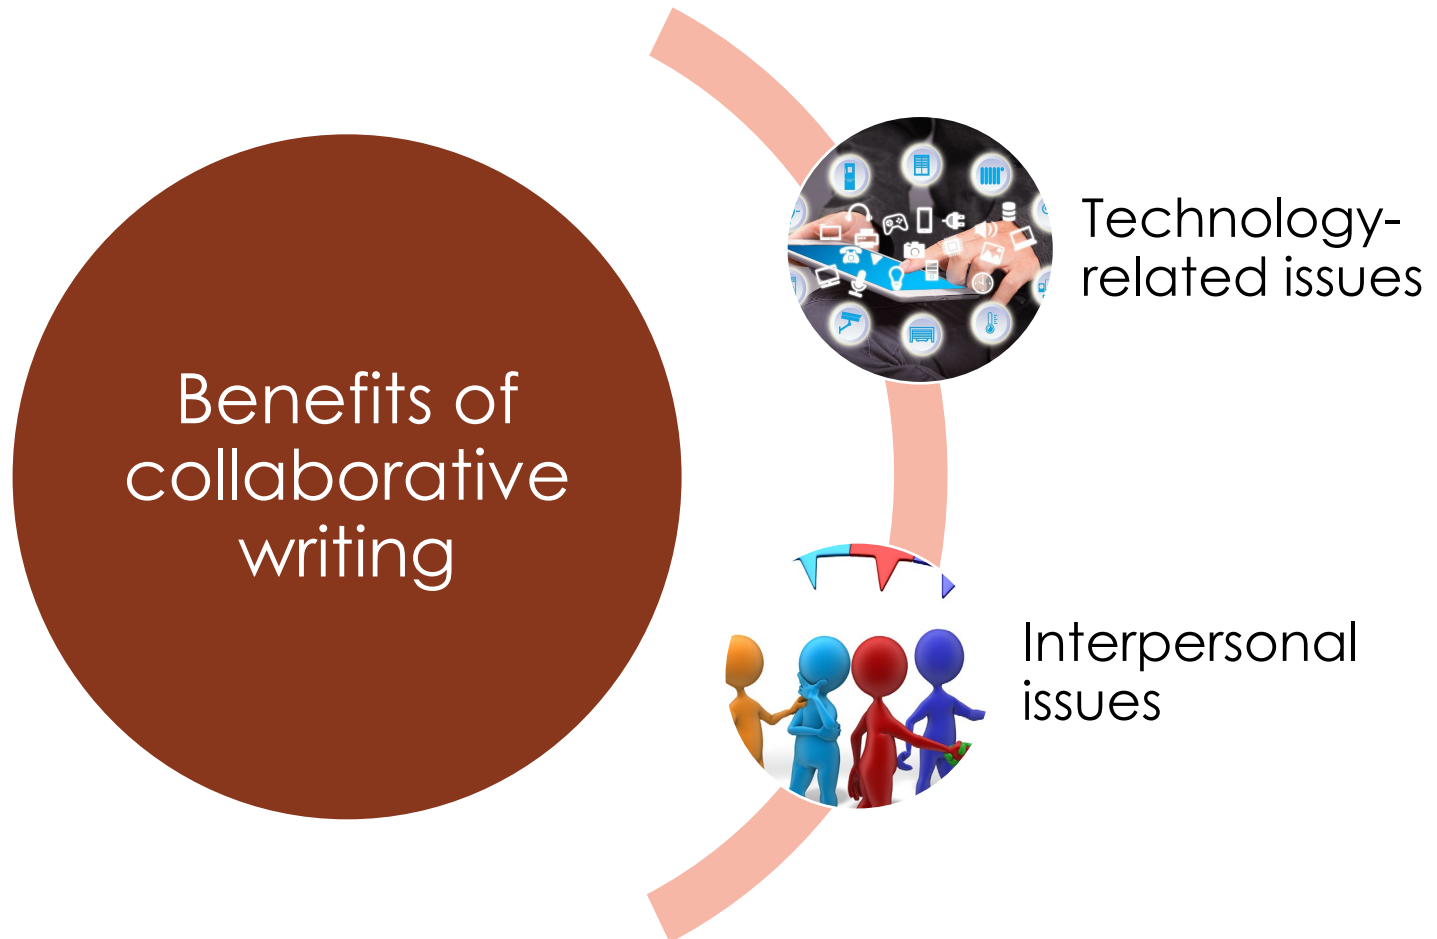 Benefits of
collaborative
writing
Technology-
related issues
Interpersonal
issues